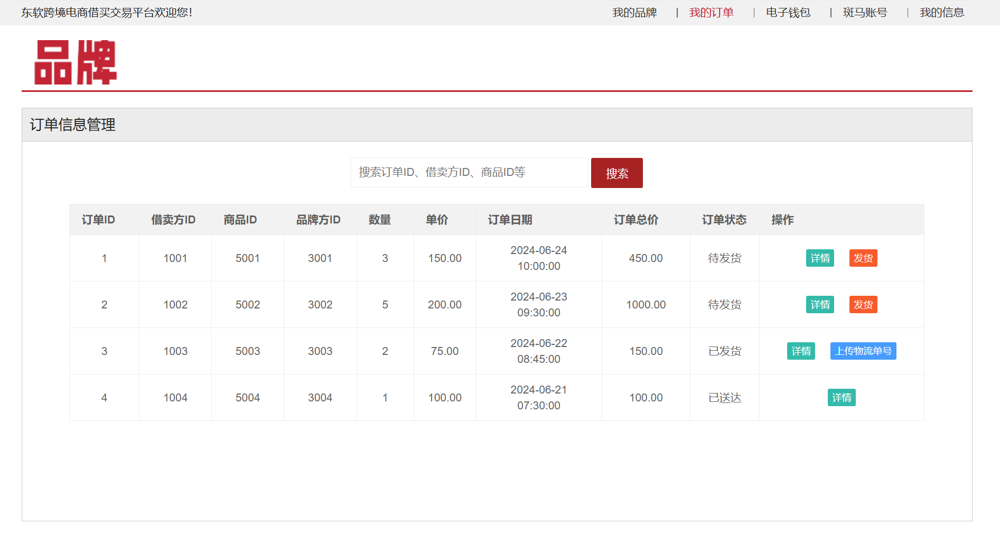 东软跨境电商借买交易平台欢迎您!
我的品牌 | 我的订单 | 电子钱包 | 斑马账号 | 我的信息
品牌
订单信息管理
搜索订单ID、借卖方ID、商品ID等 搜索
订单ID 借卖方ID 商品ID 品牌方ID 数量 单价 订单日期 订单总价 订单状态 操作
1 1001 5001 3001 3 150.00 2024-06-24 10:00:00 450.00 待发货 详情 发货
2 1002 5002 3002 5 200.00 2024-06-23 09:30:00 1000.00 待发货 详情 发货
3 1003 5003 3003 2 75.00 2024-06-22 08:45:00 150.00 已发货 详情 上传物流单号
4 1004 5004 3004 1 100.00 2024-06-21 07:30:00 100.00 已送达 详情